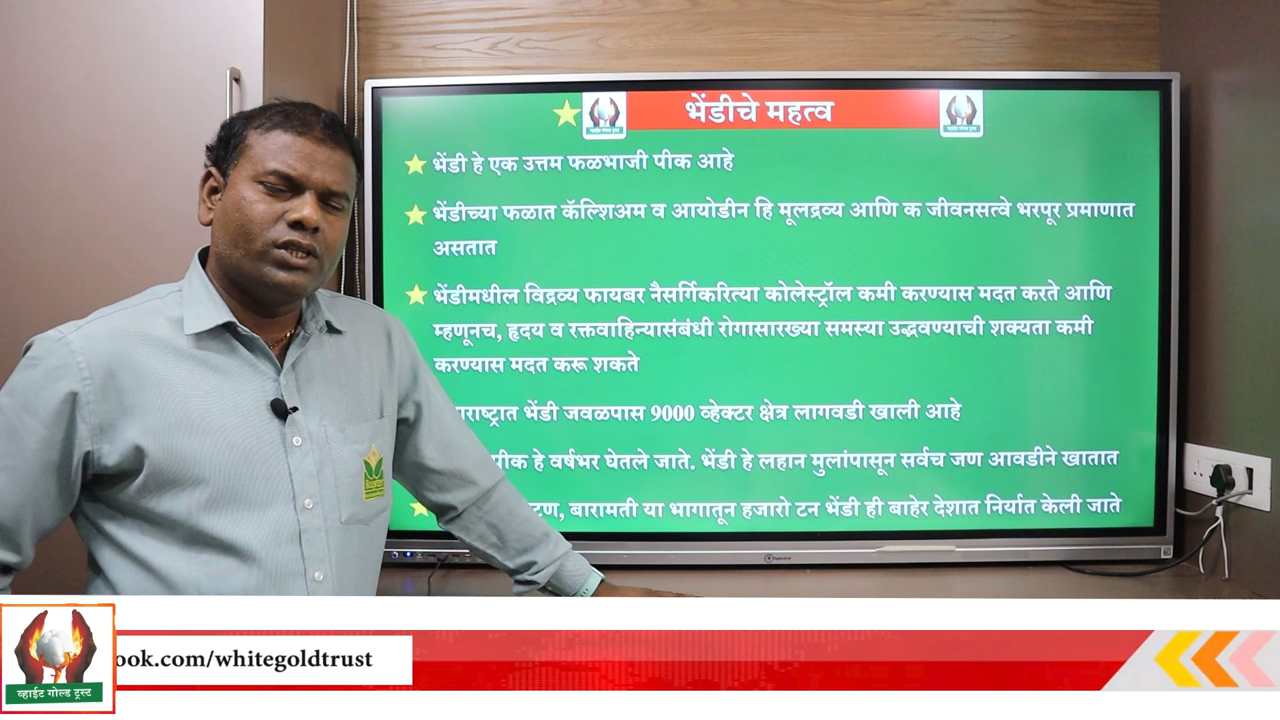 भेंडीचे महत्व
भेंडी हे एक उत्तम फळभाजी पीक आहे
भेंडीच्या फळात कॅल्शिअम व आयोडीन हि मूलद्रव्य आणि क जीवनसत्वे भरपूर प्रमाणात
असतात
भेंडीमधील विद्रव्य फायबर नैसर्गिकरित्या कोलेस्ट्रॉल कमी करण्यास मदत करते आणि
म्हणूनच, हृदय व रक्तवाहिन्यासंबंधी रोगासारख्या समस्या उद्भवण्याची शक्यता कमी
करण्यास मदत करू शकते
राष्ट्रात भेंडी जवळपास 9000 व्हेक्टर क्षेत्र लागवडी खाली आहे
पीक हे वर्षभर घेतले जाते. भेंडी हे लहान मुलांपासून सर्वच जण आवडीने खातात
टण, बारामती या भागातून हजारो टन भेंडी ही बाहेर देशात निर्यात केली जाते
ook.com/whitegoldtrust
व्हाईट गोल्ड ट्रस्ट